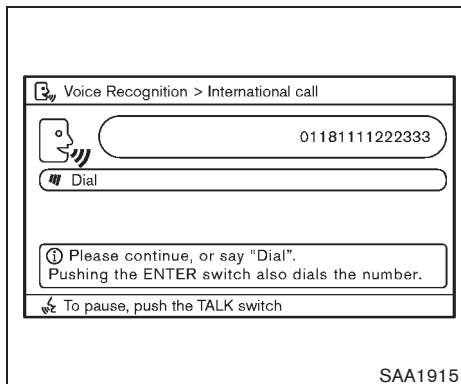 Voice Recognition > International call
01181111222333
Dial
Please continue, or say “Dial”.
Pushing the ENTER switch also dials the number.
To pause, push the TALK switch
SAA1915